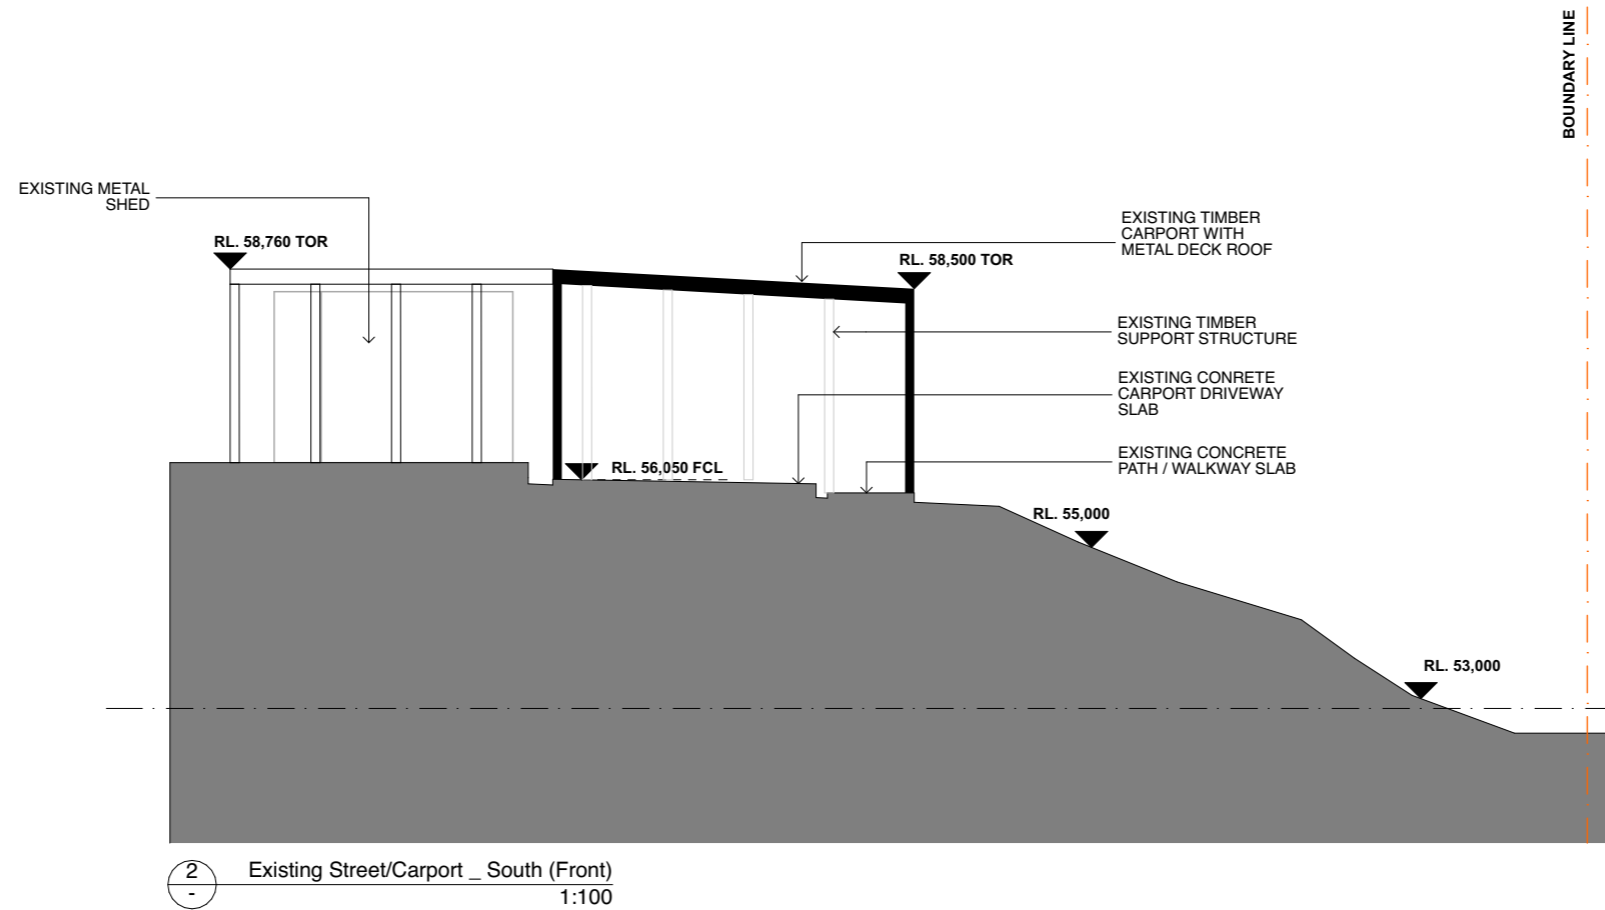 BOUNDARY LINE
EXISTING METAL
SHED
RL. 58,760 TOR
EXISTING TIMBER
CARPORT WITH
METAL DECK ROOF
RL. 58,500 TOR
EXISTING TIMBER
SUPPORT STRUCTURE
EXISTING CONRETE
CARPORT DRIVEWAY
SLAB
EXISTING CONCRETE
PATH / WALKWAY SLAB
RL. 56,050 FCL
RL. 55,000
RL. 53,000
2
-
Existing Street/Carport _ South (Front)
1:100